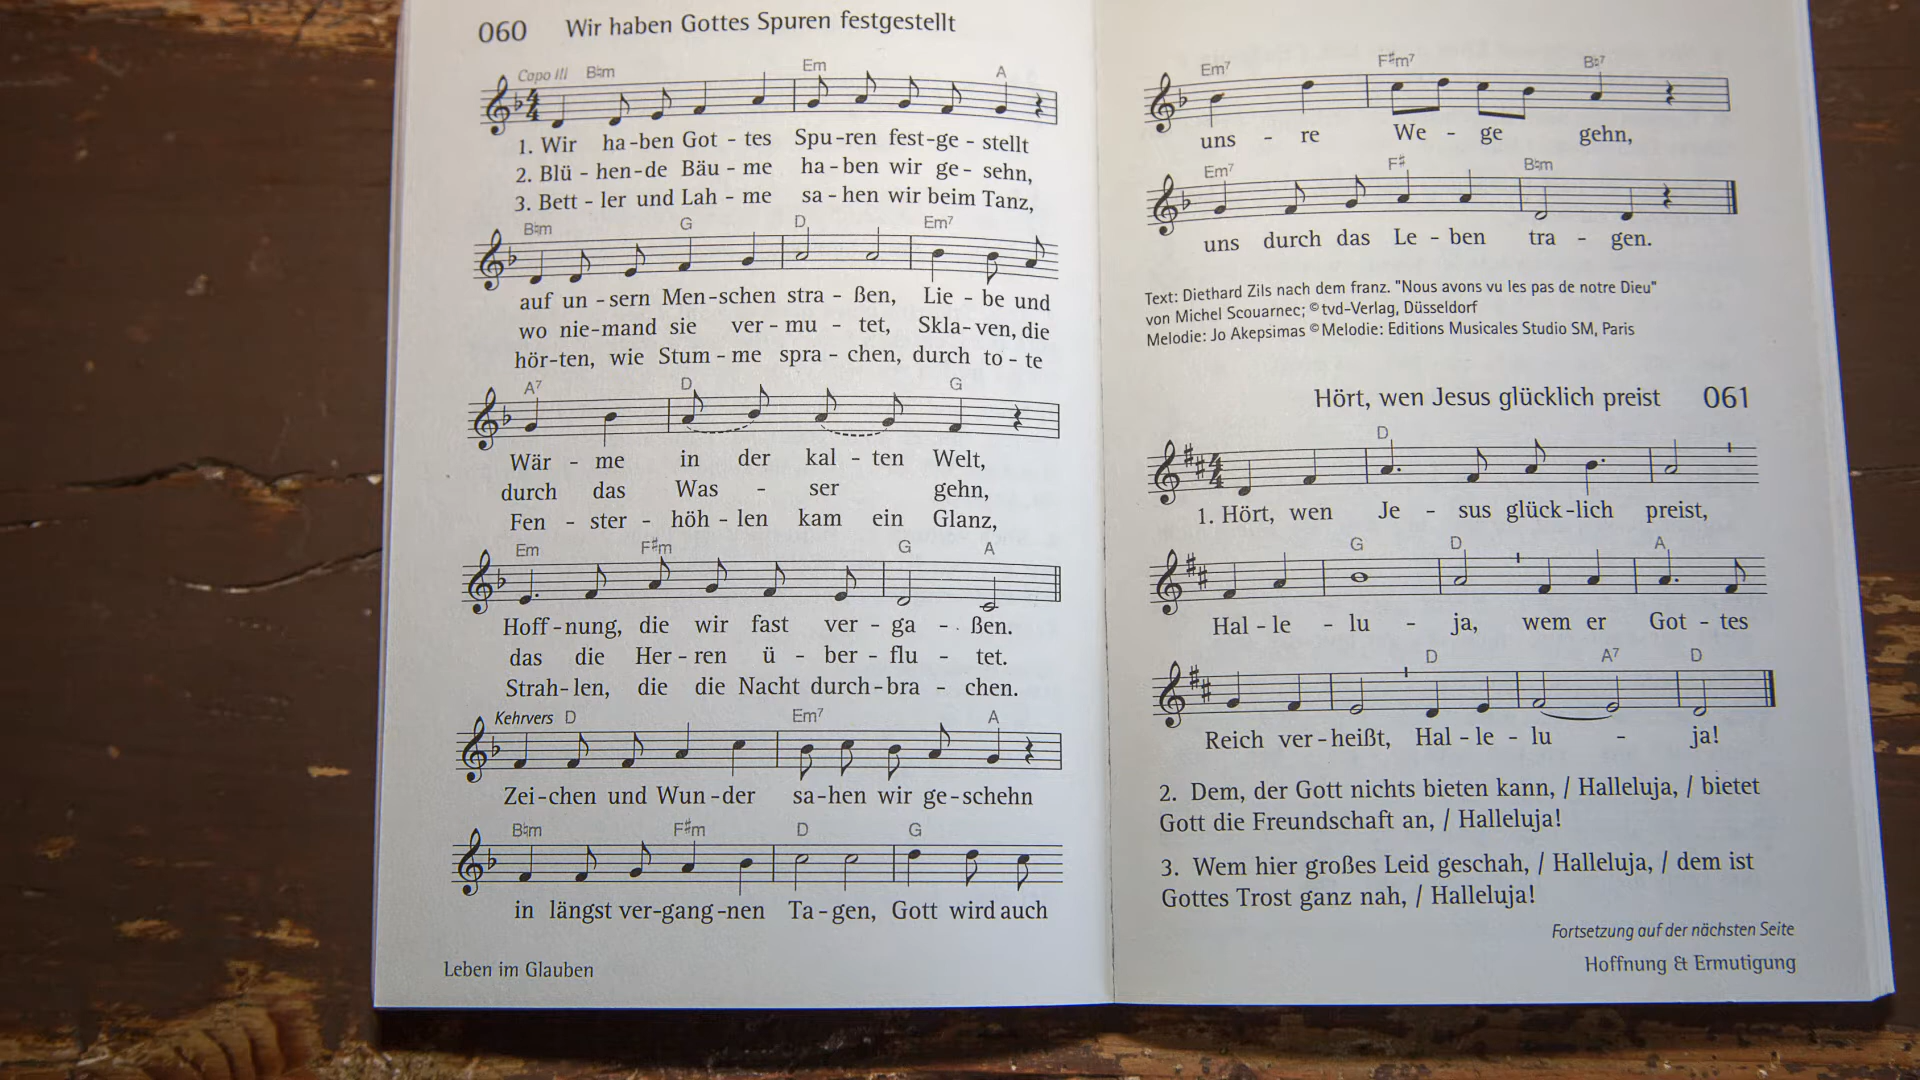 060 Wir haben Gottes Spuren festgestellt
Capo III B♮m Em A
1. Wir ha-ben Got - tes Spu-ren fest-ge - stellt
2. Blü - hen-de Bäu - me ha-ben wir ge - sehn,
3. Bett - ler und Lah - me sa-hen wir beim Tanz,
B♮m G D Em7
auf un - sern Men-schen stra - ßen, Lie - be und
wo nie-mand sie ver - mu - tet, Skla-ven, die
hör-ten, wie Stum - me spra - chen, durch to - te
A7 D G
Wär - me in der kal - ten Welt,
durch das Was - ser gehn,
Fen - ster - höh - len kam ein Glanz,
Em F♯m G A
Hoff-nung, die wir fast ver - ga - ßen.
das die Her - ren ü - ber - flu - tet.
Strah-len, die die Nacht durch-bra - chen.
Kehrvers D Em7 A
Zei-chen und Wun-der sa-hen wir ge-schehn
B♮m F♯m D G
in längst ver-gang-nen Ta-gen, Gott wird auch
Leben im Glauben
Em7 F♯m7 B♮7
uns - re We - ge gehn,
Em7 F♯ B♮m
uns durch das Le - ben tra - gen.
Text: Diethard Zils nach dem franz. "Nous avons vu les pas de notre Dieu"
von Michel Scouarnec; © tvd-Verlag, Düsseldorf
Melodie: Jo Akepsimas © Melodie: Editions Musicales Studio SM, Paris
Hört, wen Jesus glücklich preist 061
D
1. Hört, wen Je - sus glück-lich preist,
G D A
Hal - le - lu - ja, wem er Got - tes
D A7 D
Reich ver-heißt, Hal - le - lu - ja!
2. Dem, der Gott nichts bieten kann, / Halleluja, / bietet
Gott die Freundschaft an, / Halleluja!
3. Wem hier großes Leid geschah, / Halleluja, / dem ist
Gottes Trost ganz nah, / Halleluja!
Fortsetzung auf der nächsten Seite
Hoffnung & Ermutigung